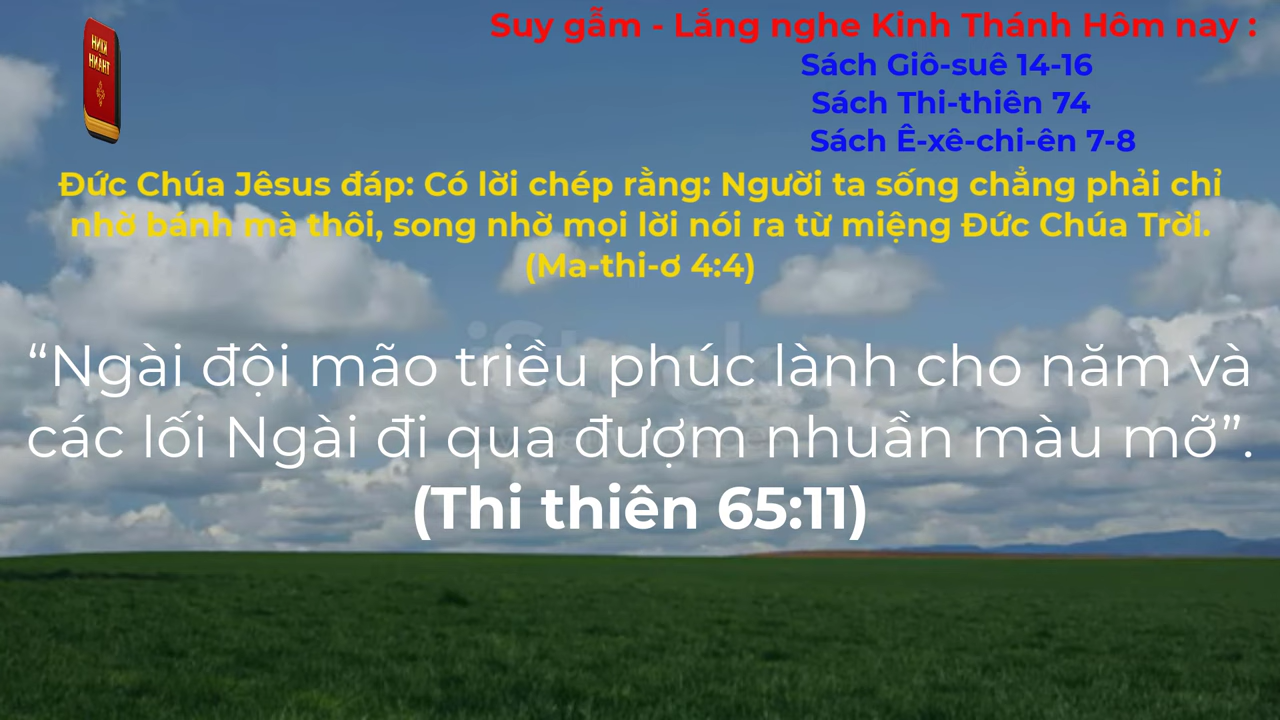 Suy gẫm - Lắng nghe Kinh Thánh Hôm nay :
Sách Giô-suê 14-16
Sách Thi-thiên 74
Sách Ê-xê-chi-ên 7-8
KINH
THÁNH
Đức Chúa Jêsus đáp: Có lời chép rằng: Người ta sống chẳng phải chỉ
nhờ bánh mà thôi, song nhờ mọi lời nói ra từ miệng Đức Chúa Trời.
(Ma-thi-ơ 4:4)
iStock
“Ngài đội mão triều phúc lành cho năm và
các lối Ngài đi qua đượm nhuần màu mỡ”.
(Thi thiên 65:11)